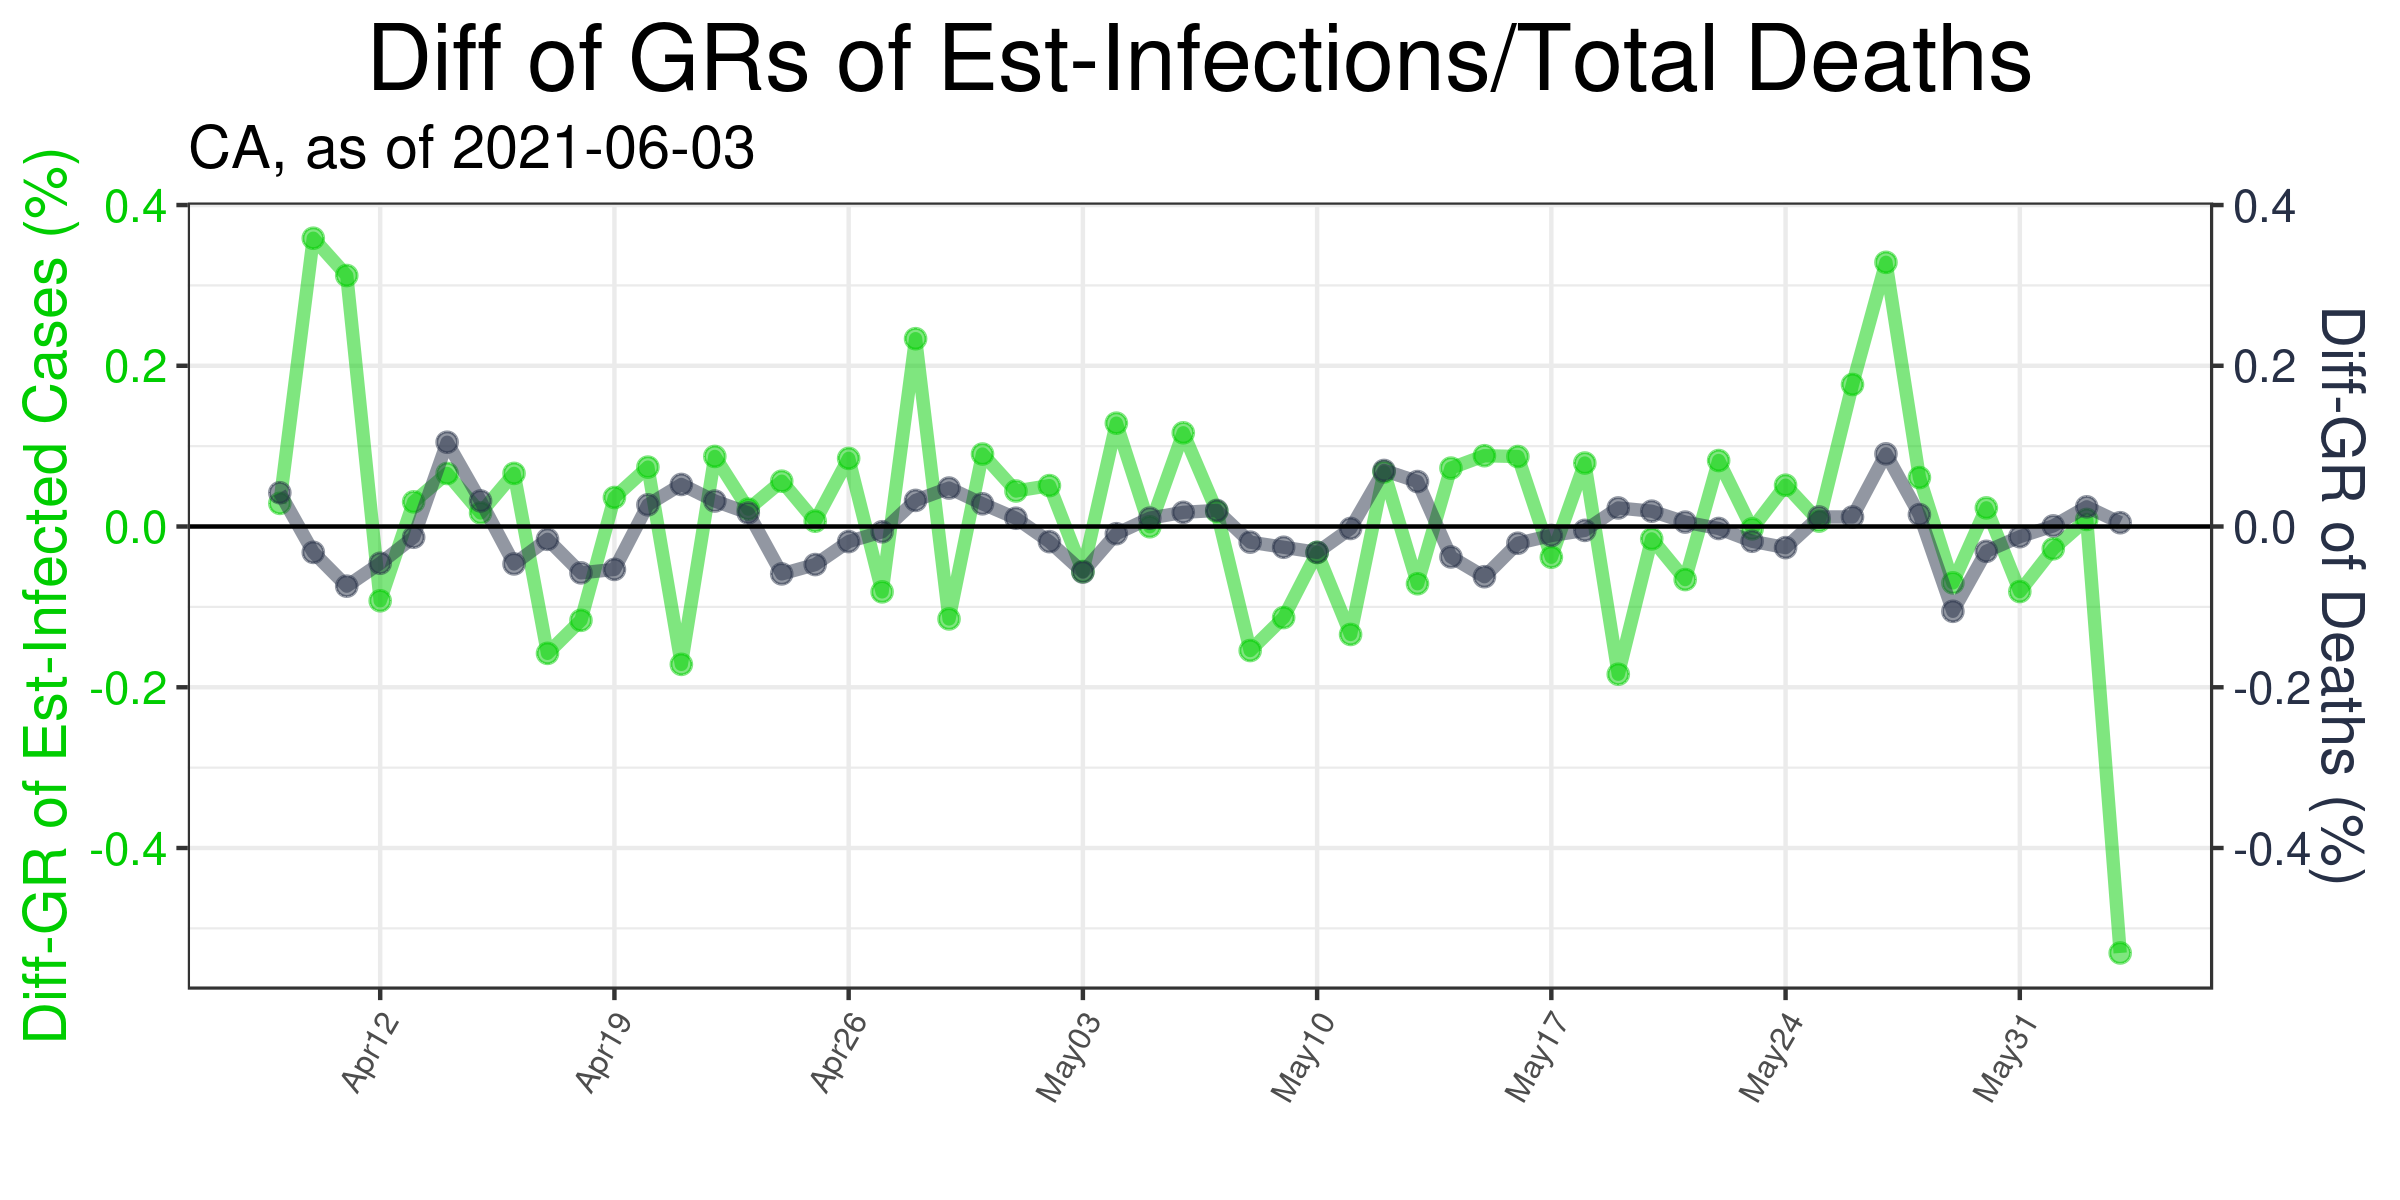 Diff of GRs of Est-Infections/Total Deaths
CA, as of 2021-06-03
Diff-GR of Est-Infected Cases (%)
0.4
0.2
0.0
-0.2
-0.4
0.4
0.2
0.0
-0.2
-0.4
Diff-GR of Deaths (%)
Apr12
Apr19
Apr26
May03
May10
May17
May24
May31